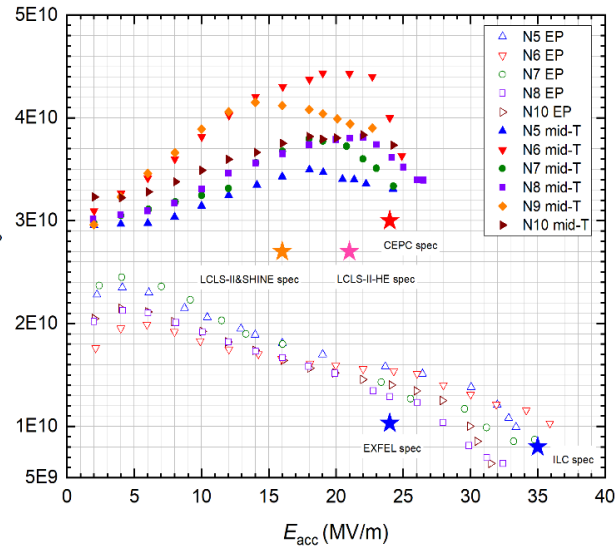 5E10
4E10
3E10
2E10
1E10
5E9
N5 EP
N6 EP
N7 EP
N8 EP
N10 EP
N5 mid-T
N6 mid-T
N7 mid-T
N8 mid-T
N9 mid-T
N10 mid-T
CEPC spec
LCLS-II&SHINE spec
LCLS-II-HE spec
EXFEL spec
ILC spec
0 5 10 15 20 25 30 35 40
Eacc (MV/m)